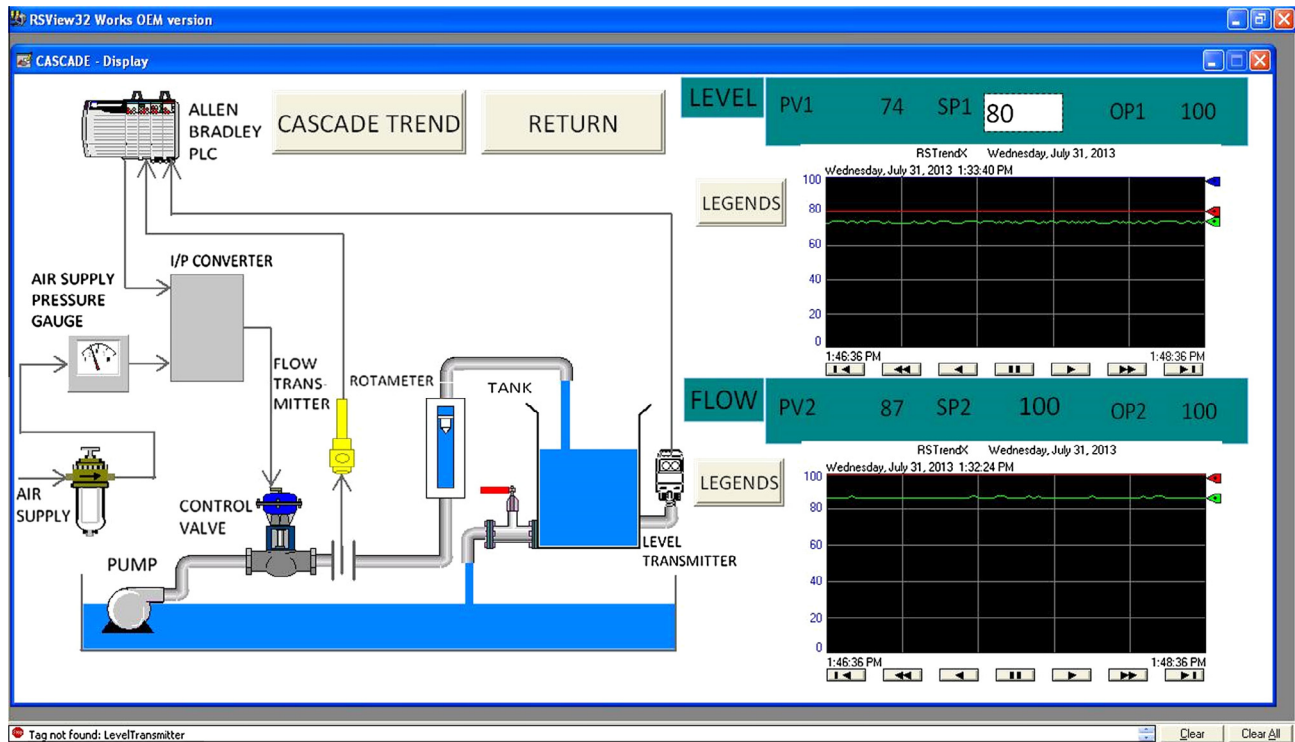 RSView32 Works OEM version
CASCADE - Display
ALLEN
BRADLEY
PLC
CASCADE TREND
RETURN
LEVEL
PV1 74 SP1 80 OP1 100
RSTrendX Wednesday, July 31, 2013
Wednesday, July 31, 2013 1:33:40 PM
LEGENDS
100
80
60
40
20
0
1:46:36 PM 1:48:36 PM
I/P CONVERTER
AIR SUPPLY
PRESSURE
GAUGE
FLOW
TRANS-
MITTER
ROTAMETER
TANK
FLOW
PV2 87 SP2 100 OP2 100
RSTrendX Wednesday, July 31, 2013
Wednesday, July 31, 2013 1:32:24 PM
LEGENDS
100
80
60
40
20
0
1:46:36 PM 1:48:36 PM
AIR
SUPPLY
CONTROL
VALVE
PUMP
LEVEL
TRANSMITTER
Tag not found: LevelTransmitter
Clear
Clear All